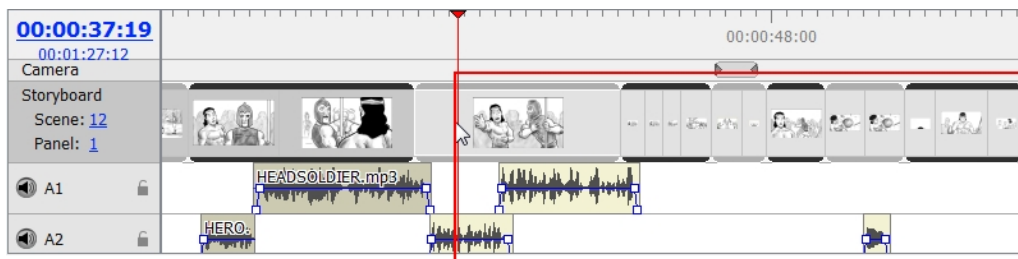 00:00:37:19
00:01:27:12
00:00:48:00
Camera
Storyboard
Scene: 12
Panel: 1
A1
HEADSOLDIER.mp3
A2
HERO.